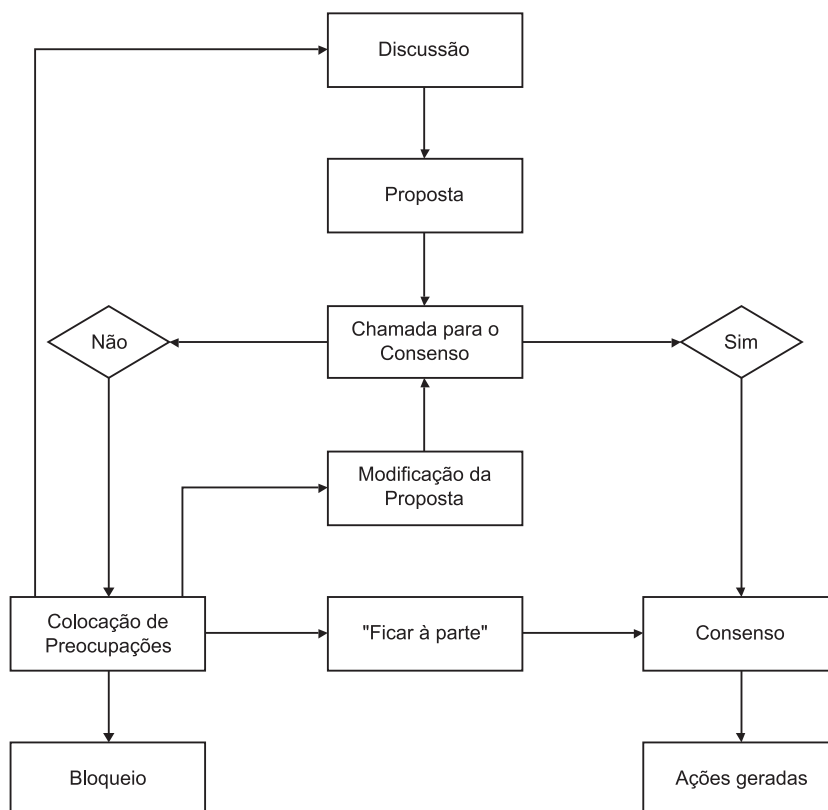 Discussão
Proposta
Não
Chamada para o
Consenso
Sim
Modificação da
Proposta
Colocação de
Preocupações
"Ficar à parte"
Consenso
Bloqueio
Ações geradas